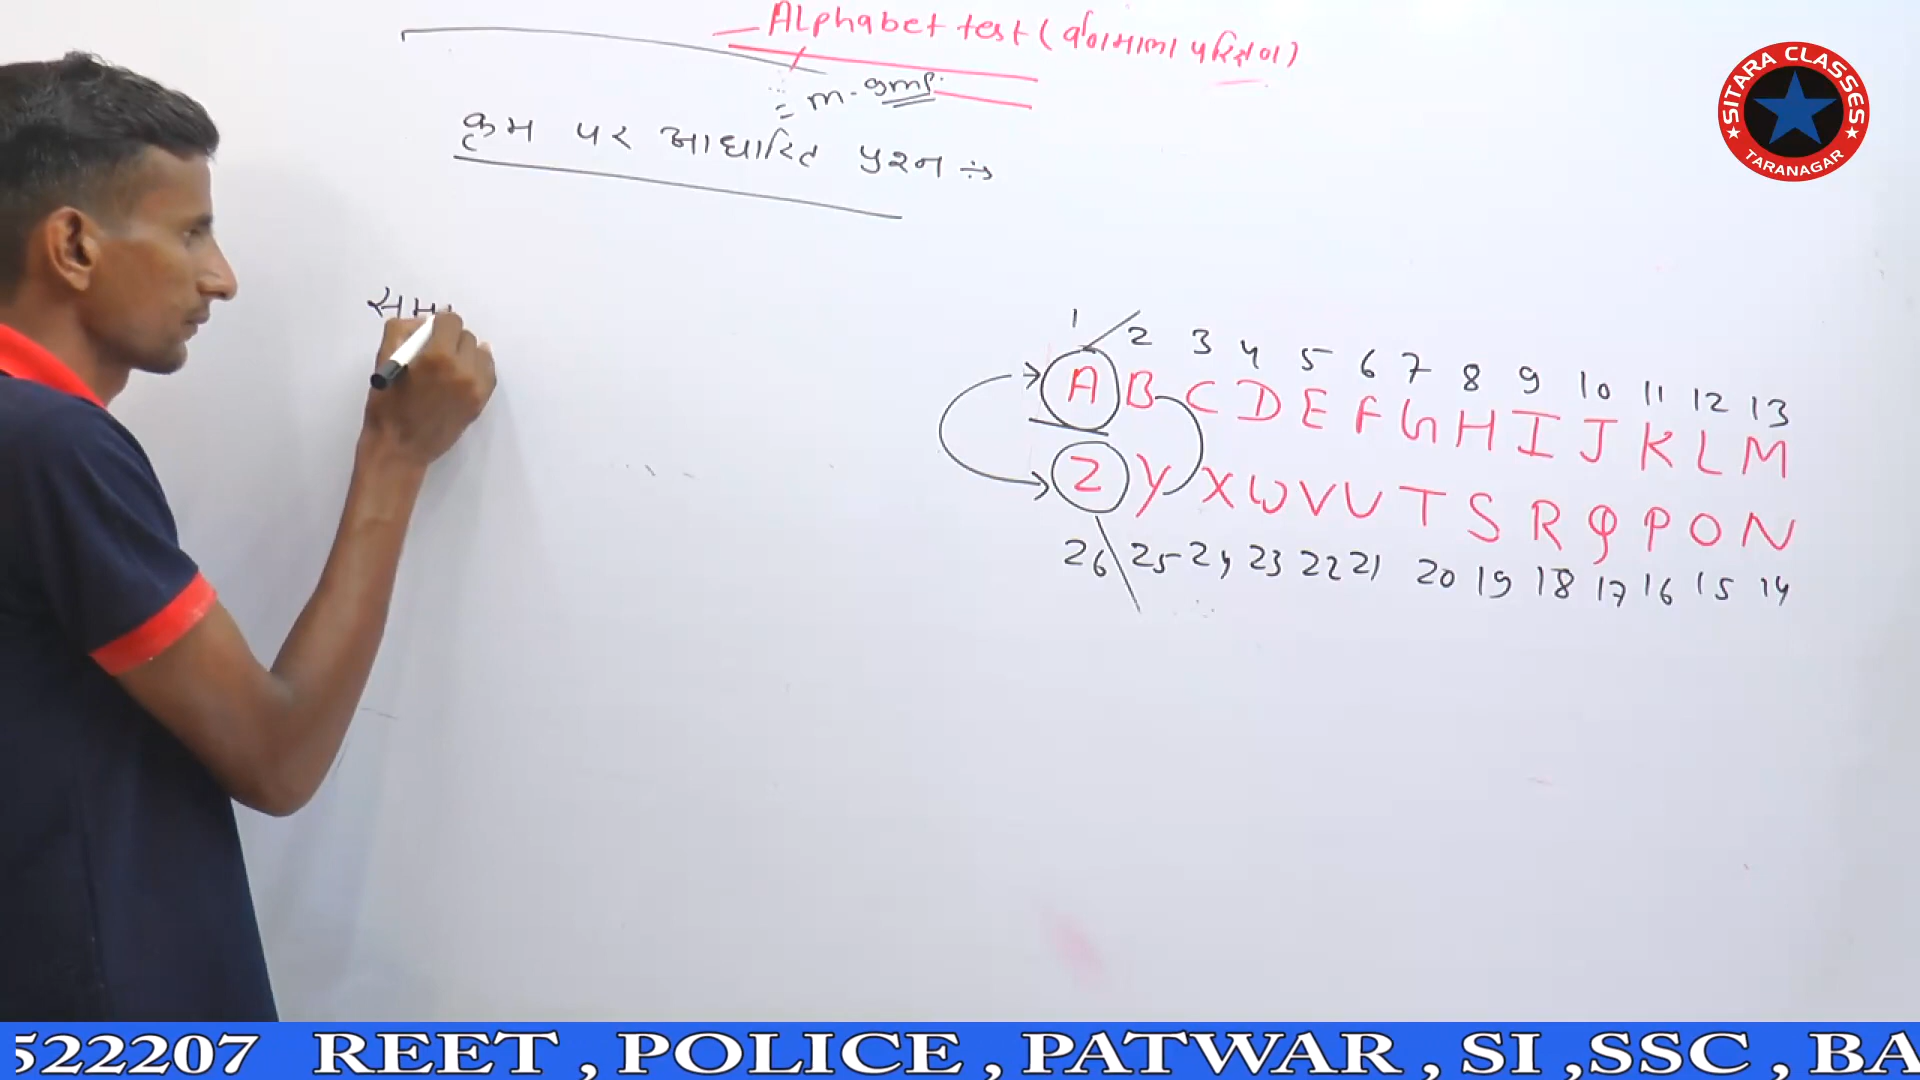 Alphabet test (वर्णमाला परिक्षण)
= m. gmp.
क्रम पर आधारित प्रश्न →
सम
1 2 3 4 5 6 7 8 9 10 11 12 13
A B C D E F G H I J K L M
Z Y X W V U T S R Q P O N
26 25 24 23 22 21 20 19 18 17 16 15 14
SITARA CLASSES
TARANAGAR
522207 REET , POLICE , PATWAR , SI ,SSC , BA